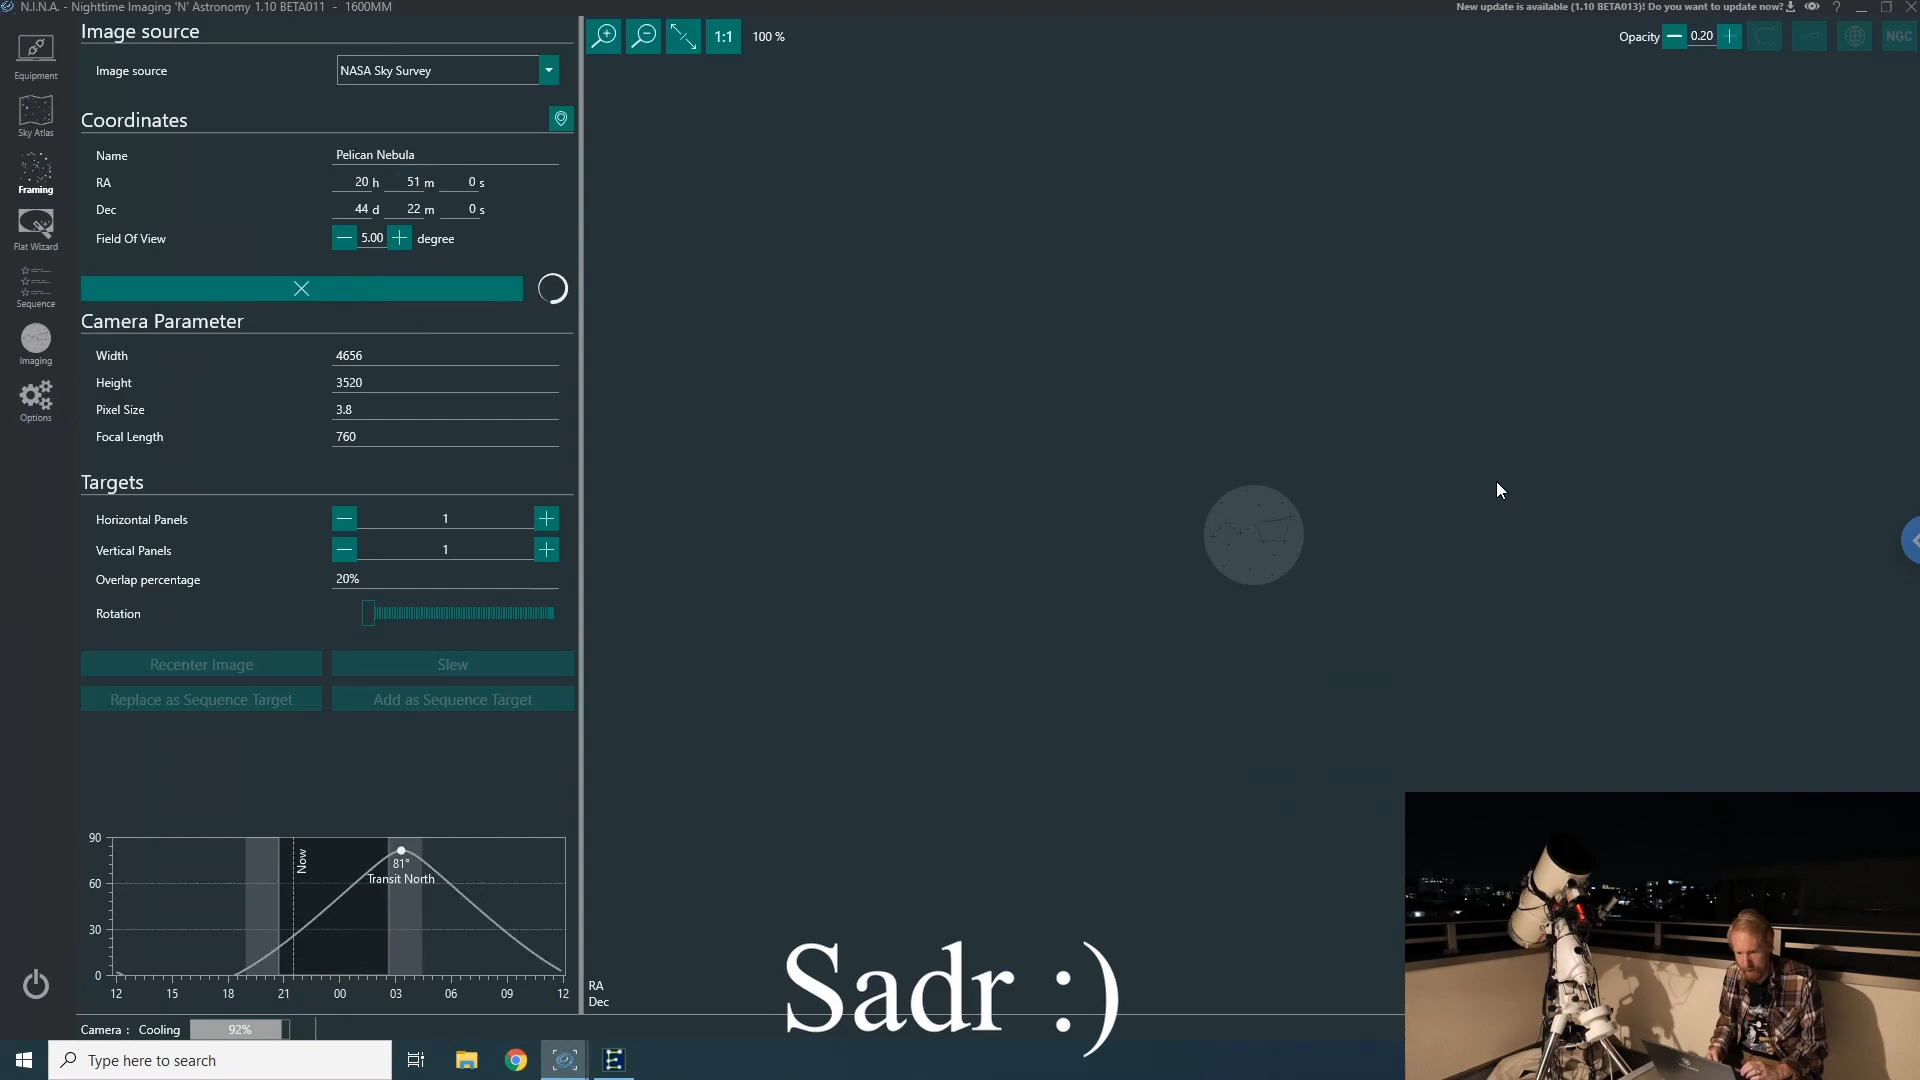 N.I.N.A. - Nighttime Imaging 'N' Astronomy 1.10 BETA011 - 1600MM
New update is available (1.10 BETA013)! Do you want to update now?
?
Equipment
Sky Atlas
Framing
Flat Wizard
Sequence
Imaging
Options
Image source
Image source NASA Sky Survey
Coordinates
Name Pelican Nebula
RA 20 h 51 m 0 s
Dec 44 d 22 m 0 s
Field Of View 5.00 degree
Camera Parameter
Width 4656
Height 3520
Pixel Size 3.8
Focal Length 760
Targets
Horizontal Panels 1
Vertical Panels 1
Overlap percentage 20%
Rotation
Recenter Image Slew
Replace as Sequence Target Add as Sequence Target
90
60
30
0
Now
81°
Transit North
12 15 18 21 00 03 06 09 12
Camera : Cooling 92%
1:1 100 %
Opacity 0.20
NGC
RA
Dec
Sadr :)
Type here to search